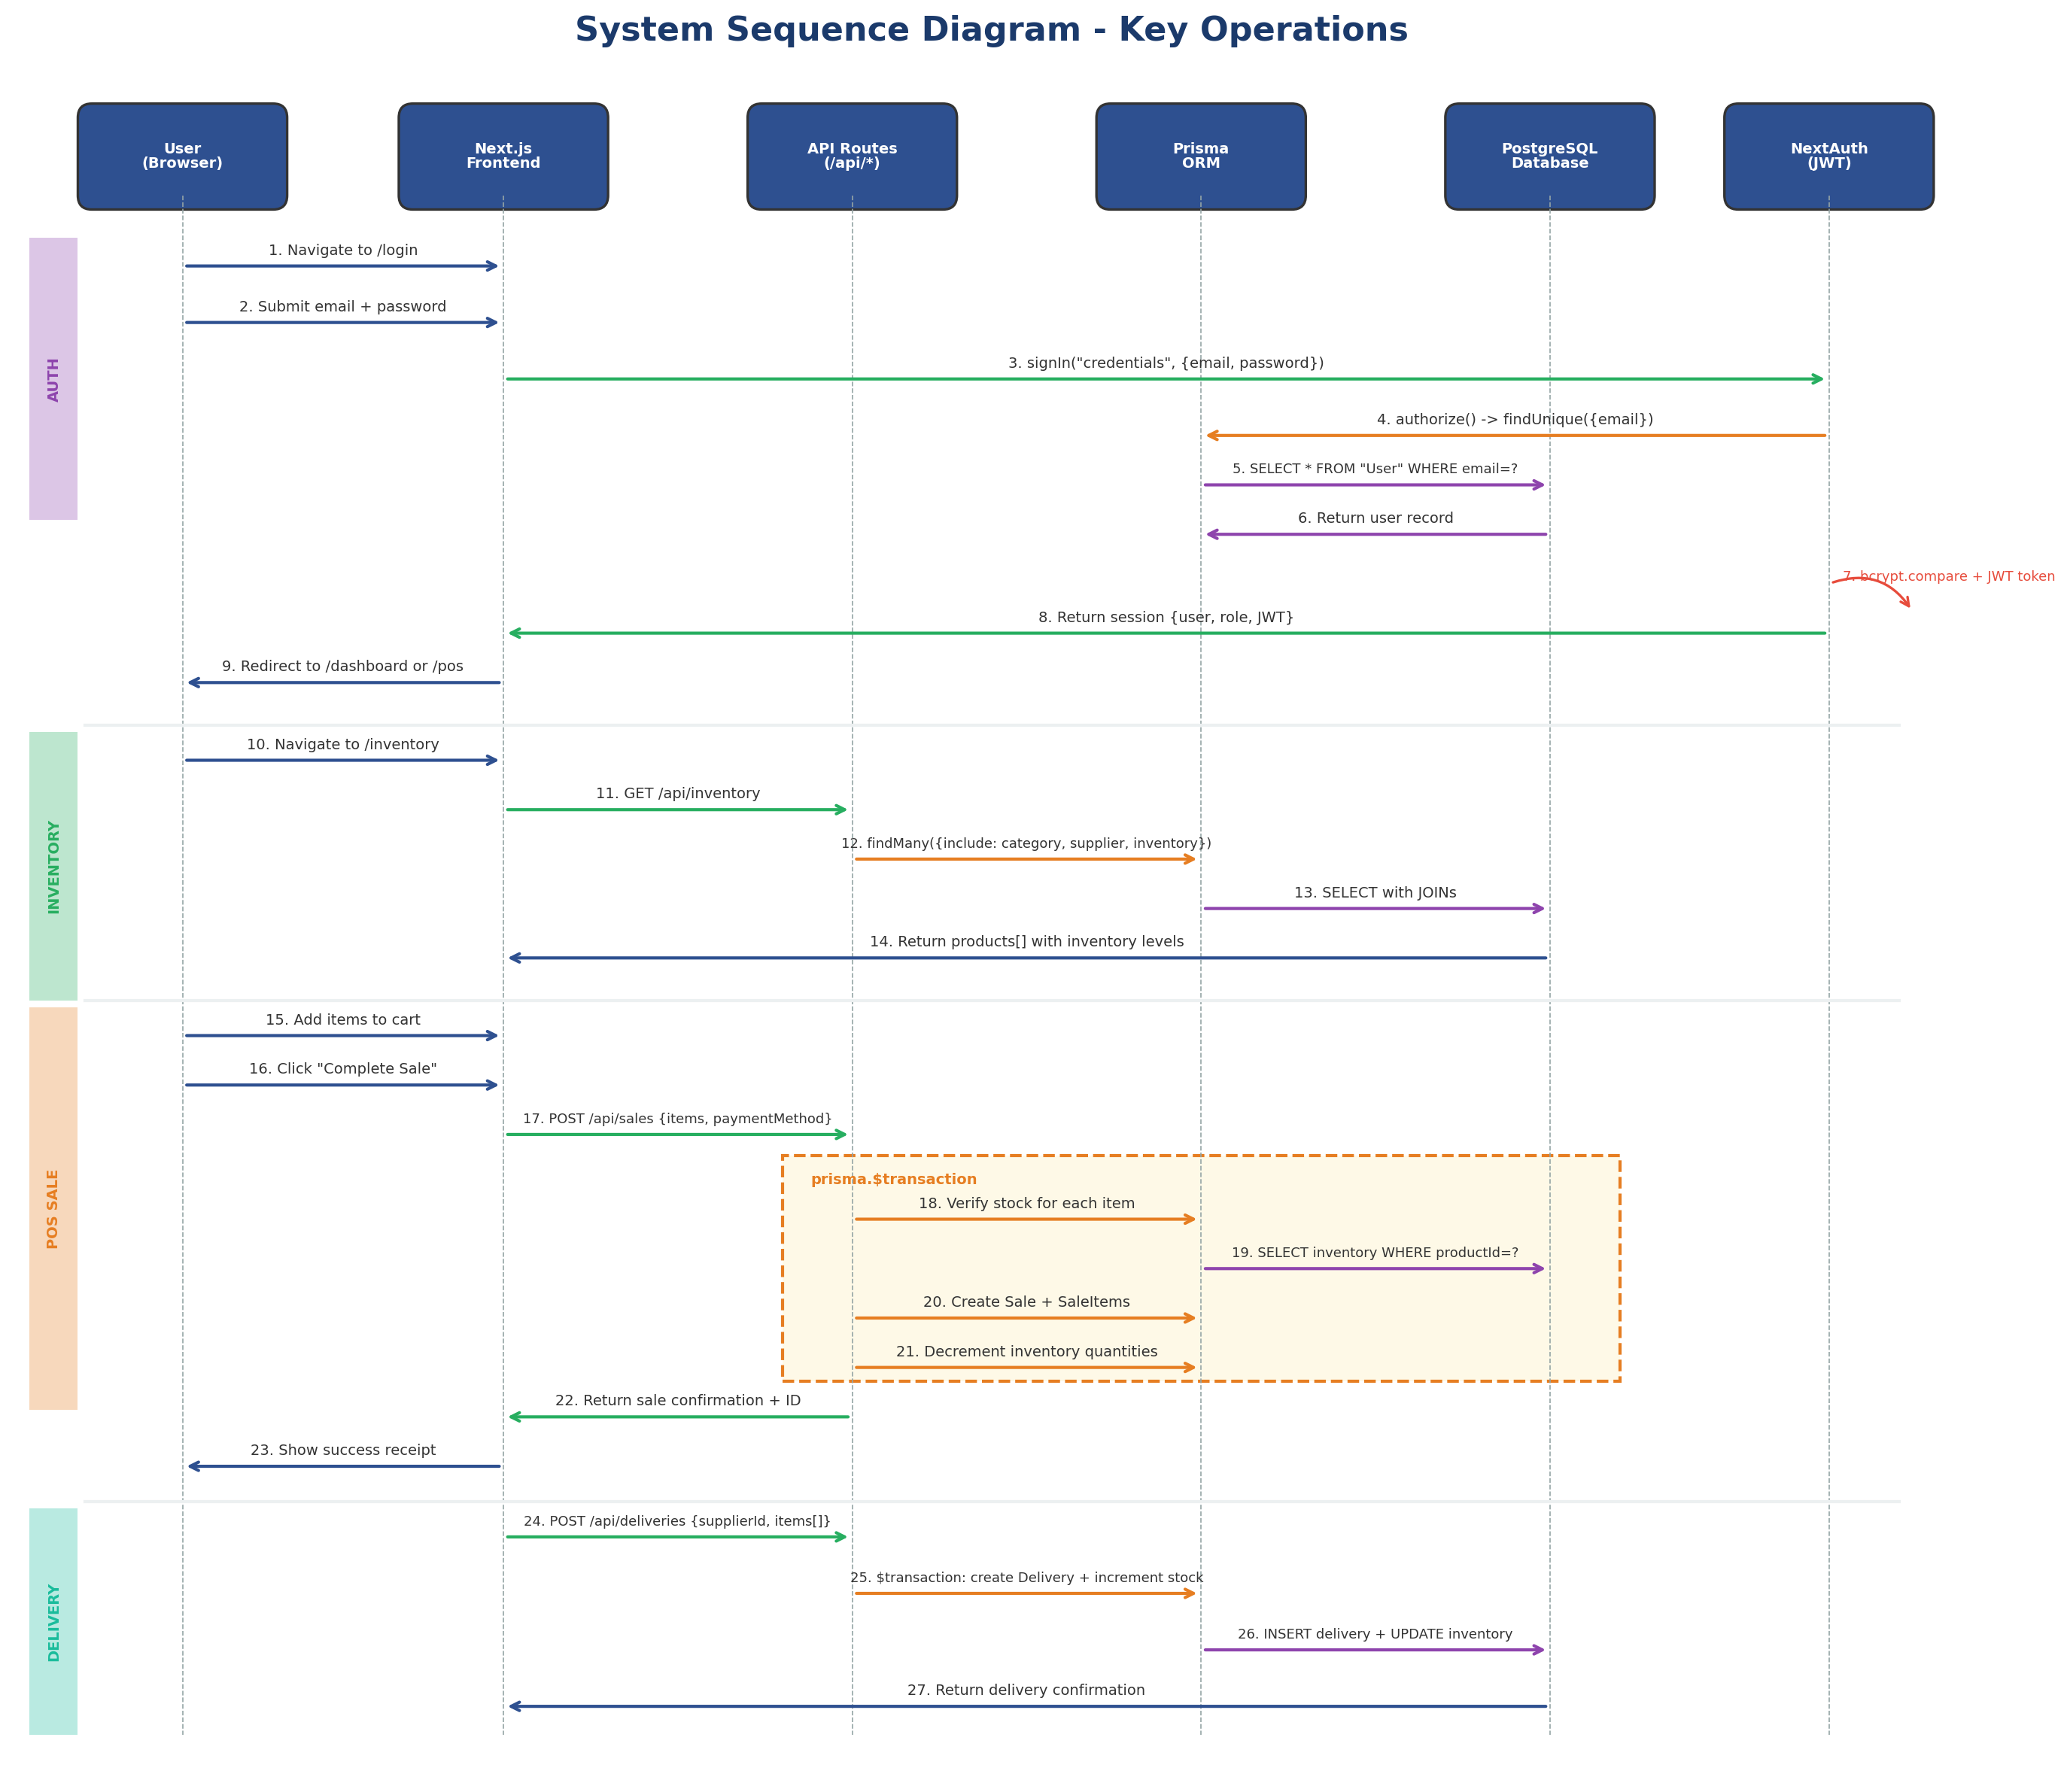 System Sequence Diagram - Key Operations
User
(Browser)
Next.js
Frontend
API Routes
(/api/*)
Prisma
ORM
PostgreSQL
Database
NextAuth
(JWT)
AUTH
1. Navigate to /login
2. Submit email + password
3. signIn("credentials", {email, password})
4. authorize() -> findUnique({email})
5. SELECT * FROM "User" WHERE email=?
6. Return user record
7. bcrypt.compare + JWT token
8. Return session {user, role, JWT}
9. Redirect to /dashboard or /pos
INVENTORY
10. Navigate to /inventory
11. GET /api/inventory
12. findMany({include: category, supplier, inventory})
13. SELECT with JOINs
14. Return products[] with inventory levels
POS SALE
15. Add items to cart
16. Click "Complete Sale"
17. POST /api/sales {items, paymentMethod}
prisma.$transaction
18. Verify stock for each item
19. SELECT inventory WHERE productId=?
20. Create Sale + SaleItems
21. Decrement inventory quantities
22. Return sale confirmation + ID
23. Show success receipt
DELIVERY
24. POST /api/deliveries {supplierId, items[]}
25. $transaction: create Delivery + increment stock
26. INSERT delivery + UPDATE inventory
27. Return delivery confirmation